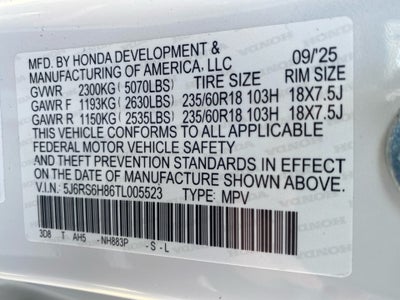 MFD. BY HONDA DEVELOPMENT & 09/'25
MANUFACTURING OF AMERICA, LLC
GVWR 2300KG (5070LBS) TIRE SIZE RIM SIZE
GAWR F 1193KG (2630LBS) 235/60R18 103H 18X7.5J
GAWR R 1150KG (2535LBS) 235/60R18 103H 18X7.5J
THIS VEHICLE CONFORMS TO ALL APPLICABLE
FEDERAL MOTOR VEHICLE SAFETY
AND THEFT PREVENTION STANDARDS IN EFFECT
ON THE DATE OF MANUFACTURE SHOWN ABOVE.
V.I.N.: 5J6RS6H86TL005523 TYPE: MPV
3D8 T AH5 -NH883P -S-L